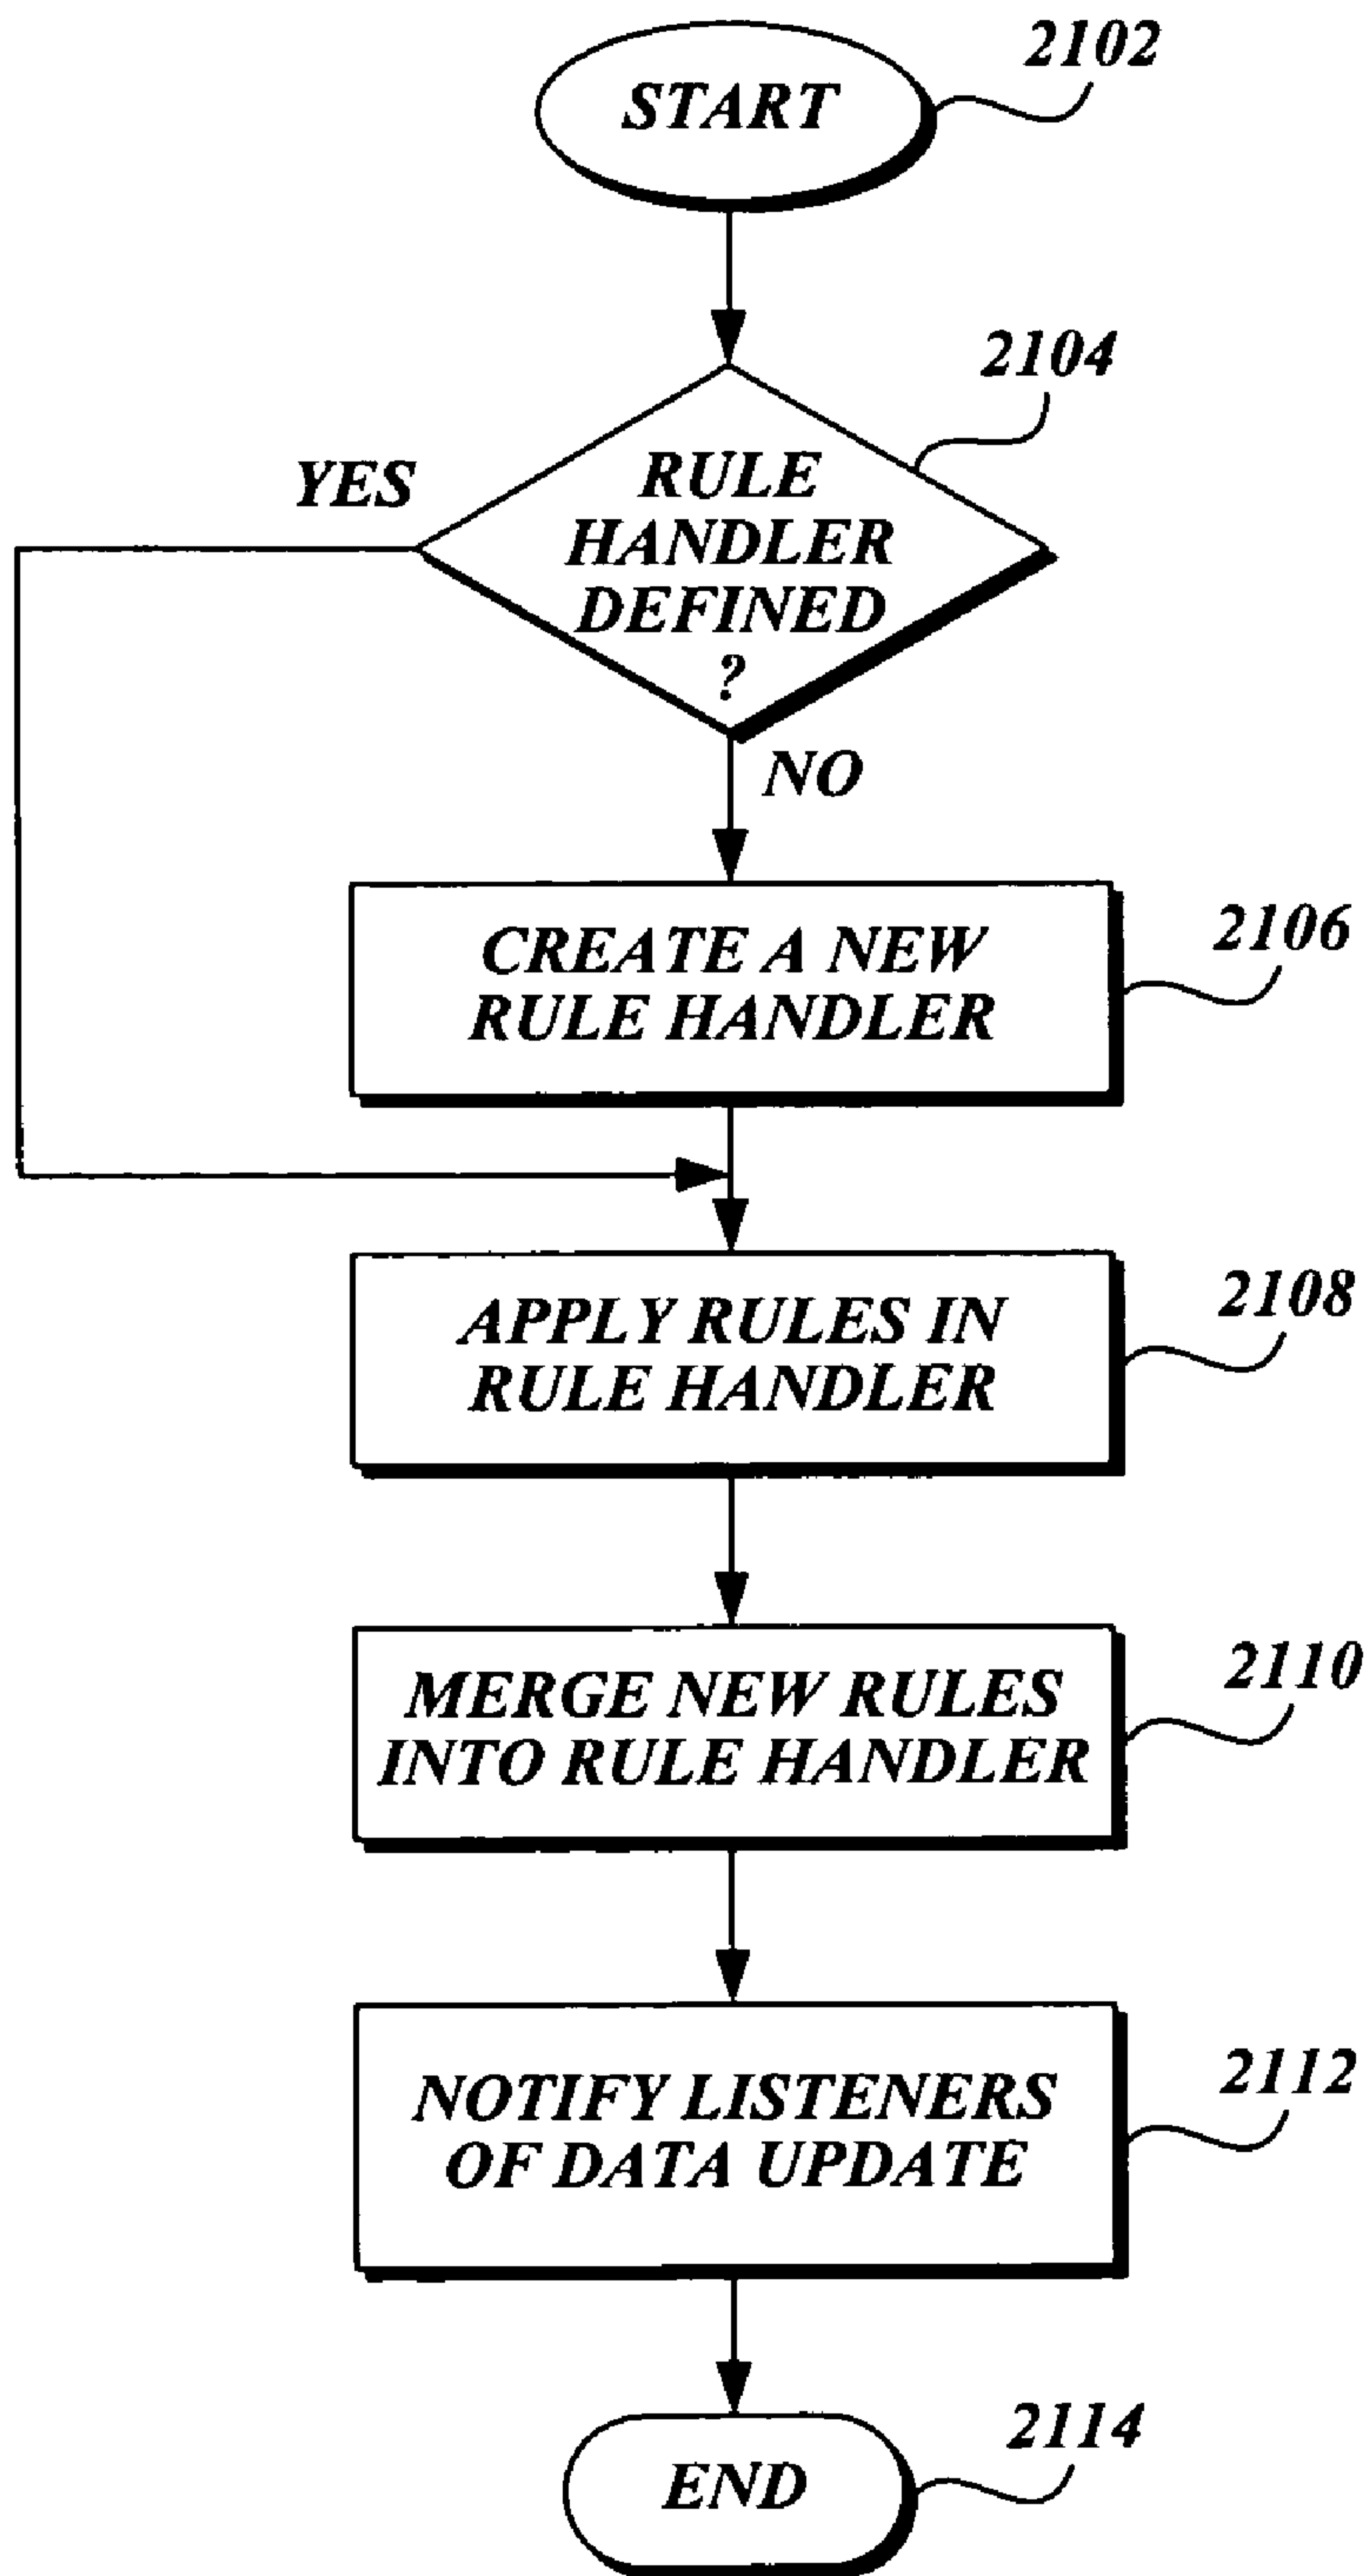 2102
START
2104
YES
RULE
HANDLER
DEFINED
?
NO
2106
CREATE A NEW
RULE HANDLER
2108
APPLY RULES IN
RULE HANDLER
2110
MERGE NEW RULES
INTO RULE HANDLER
2112
NOTIFY LISTENERS
OF DATA UPDATE
2114
END